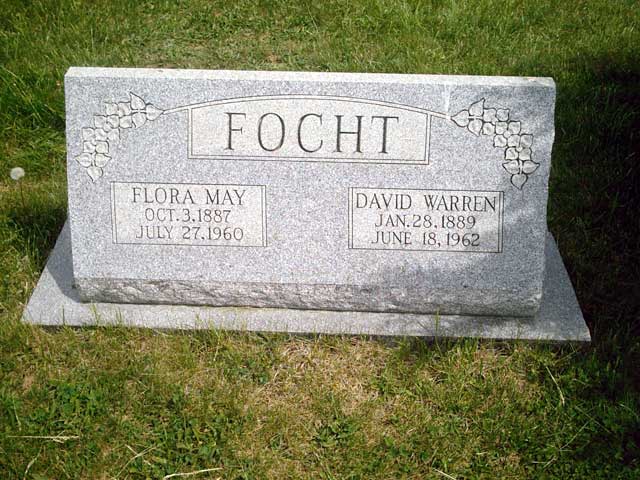 FOCHT
FLORA MAY
OCT. 3, 1887
JULY 27, 1960
DAVID WARREN
JAN. 28, 1889
JUNE 18, 1962